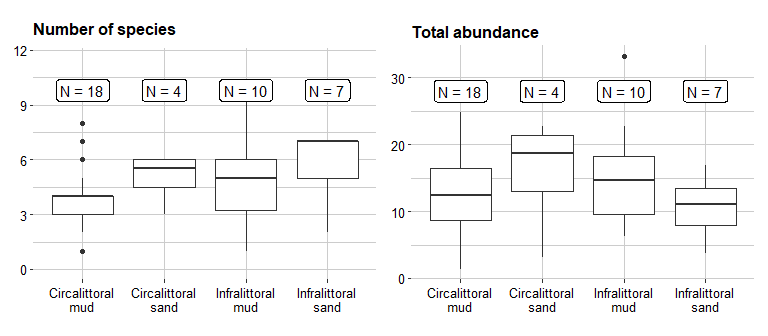 Number of species
12
9
6
3
0
N = 18
N = 4
N = 10
N = 7
Circalittoral
mud
Circalittoral
sand
Infralittoral
mud
Infralittoral
sand
Total abundance
30
20
10
0
N = 18
N = 4
N = 10
N = 7
Circalittoral
mud
Circalittoral
sand
Infralittoral
mud
Infralittoral
sand